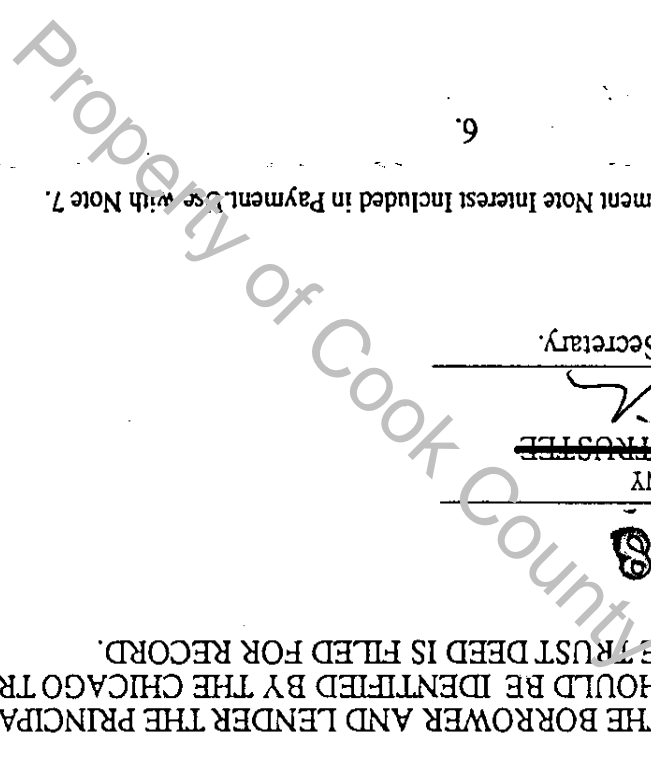 THE BORROWER AND LENDER THE PRINCIPA
HOULD BE IDENTIFIED BY THE CHICAGO TR
E TRUST DEED IS FILED FOR RECORD.
8
NY
TRUSTEE
Secretary.
ment Note Interest Included in Payment. Use with Note 7.
6.
Property of Cook County